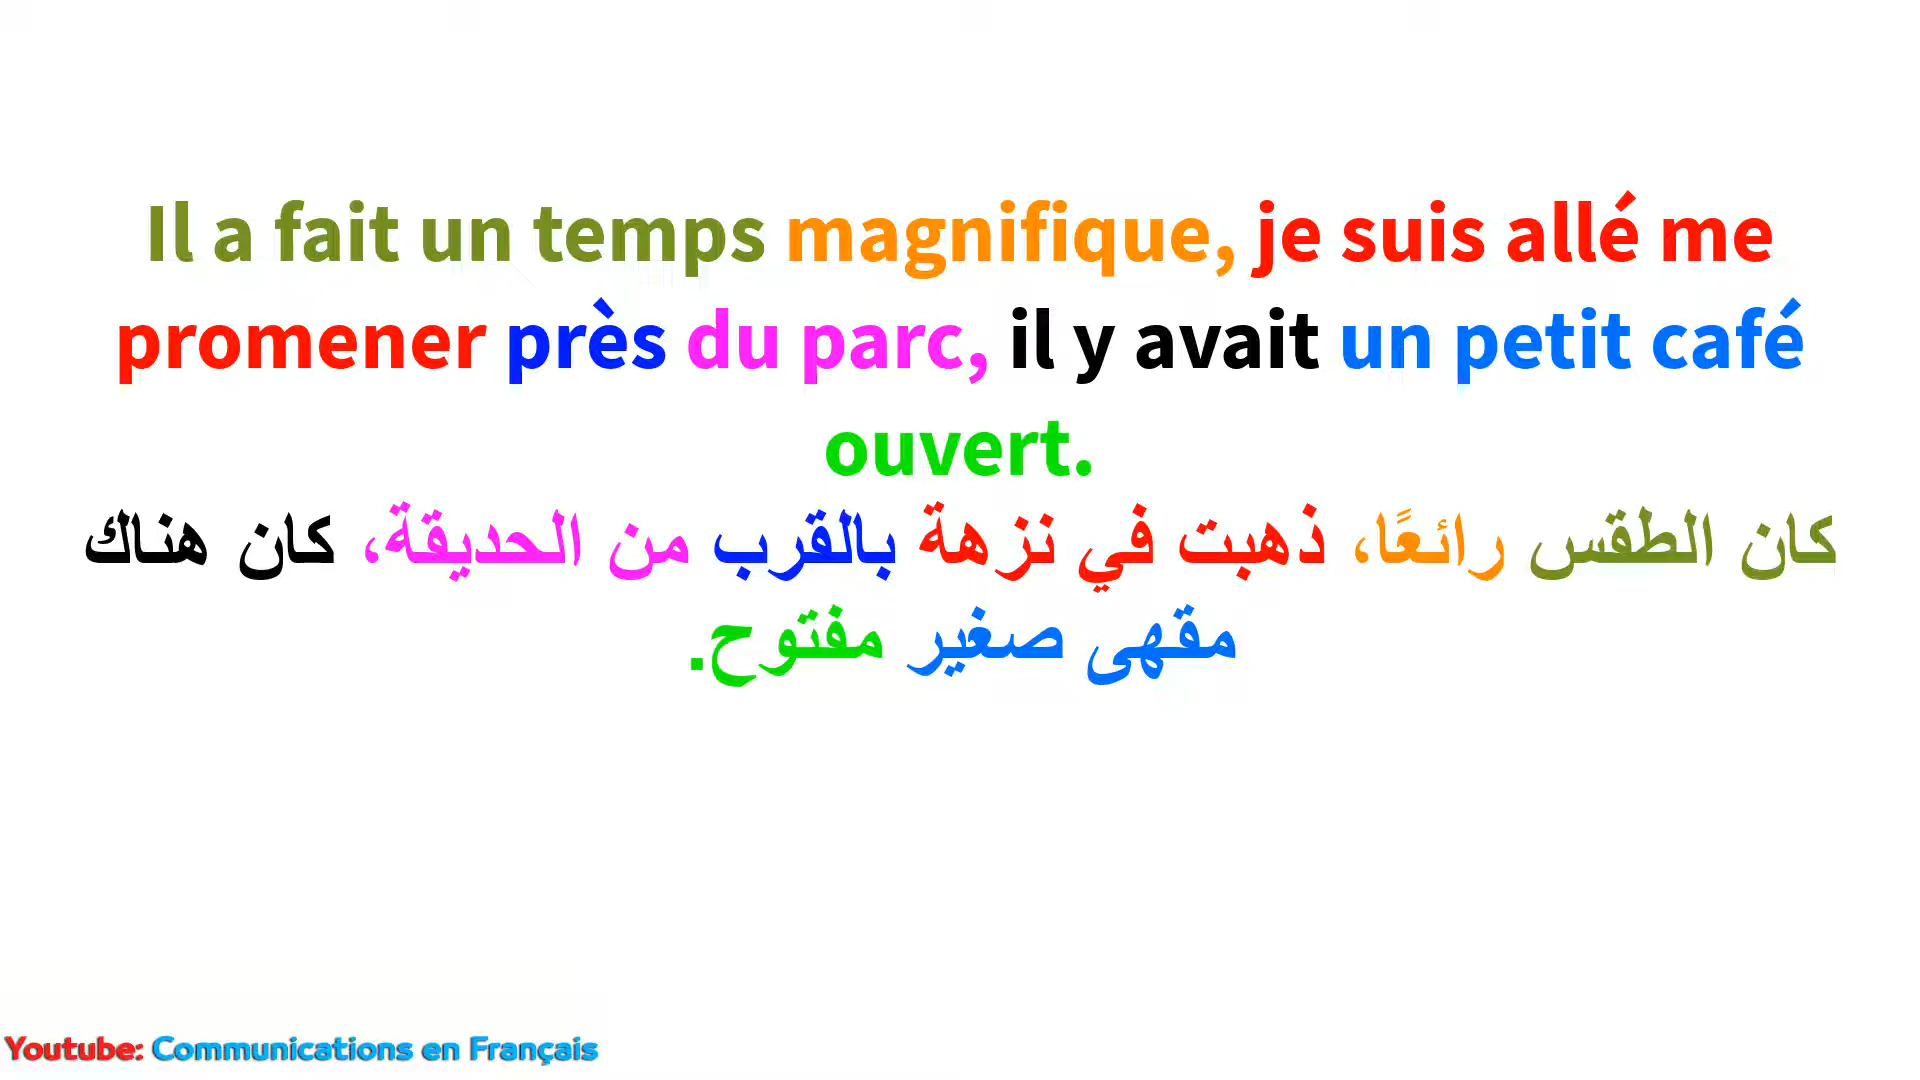 Il a fait un temps magnifique, je suis allé me
promener près du parc, il y avait un petit café
ouvert.
كان الطقس رائعًا، ذهبت في نزهة بالقرب من الحديقة، كان هناك
مقهى صغير مفتوح.
Youtube: Communications en Français